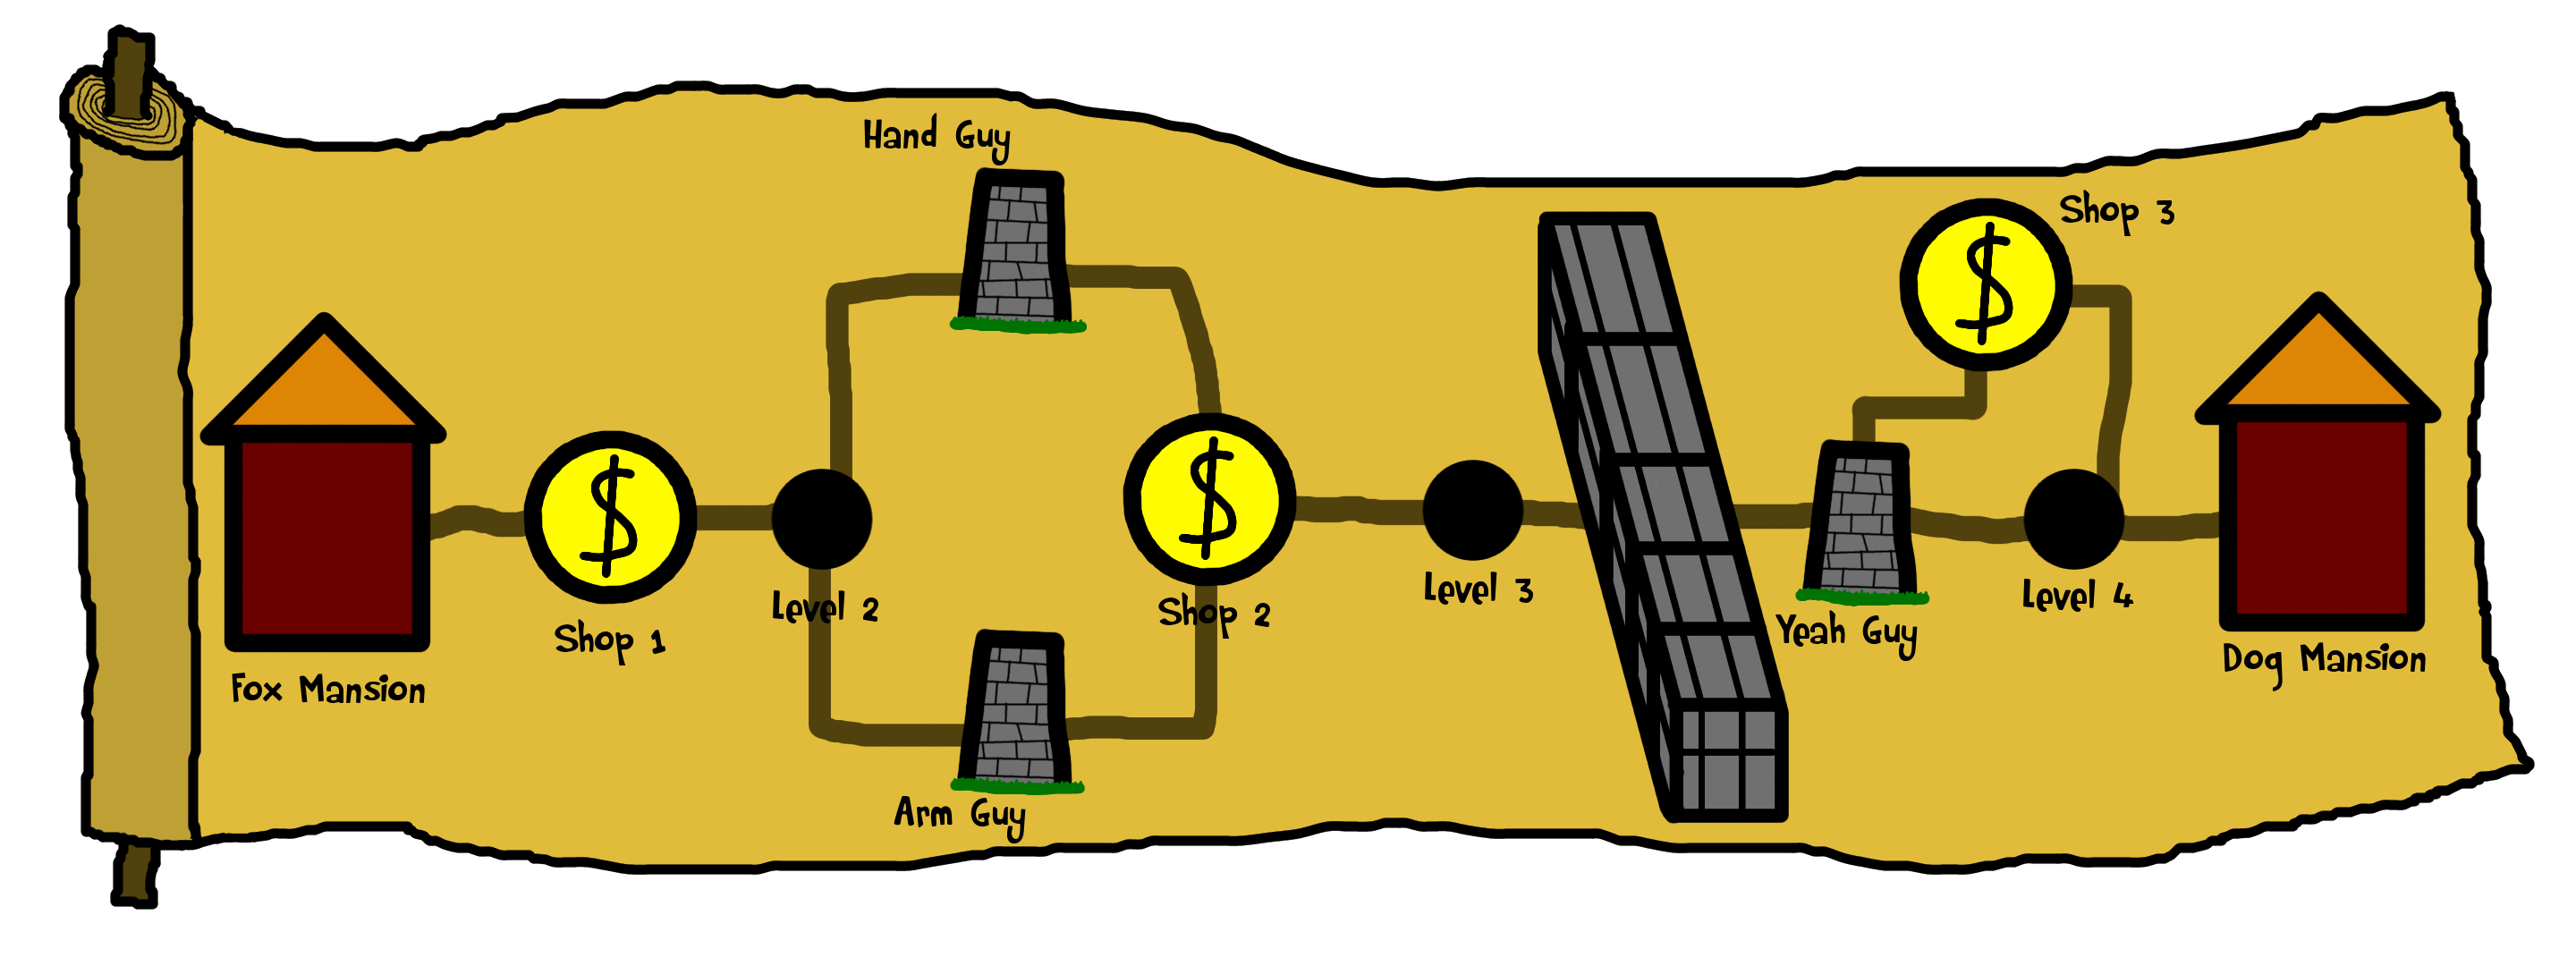 Hand Guy
Shop 3
$
$
$
Level 2
Shop 2
Level 3
Level 4
Shop 1
Yeah Guy
Fox Mansion
Dog Mansion
Arm Guy